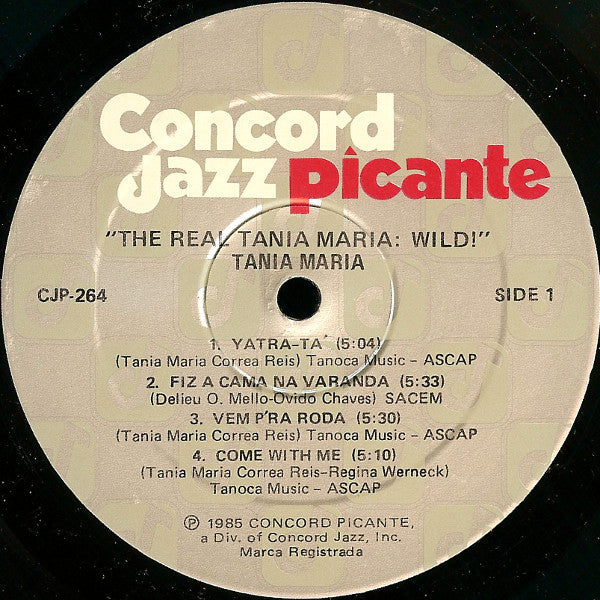 Concord
Jazz picante
"THE REAL TANIA MARIA: WILD!"
TANIA MARIA
CJP-264 SIDE 1
1. YATRA-TA' (5:04)
(Tania Maria Correa Reis) Tanoca Music - ASCAP
2. FIZ A CAMA NA VARANDA (5:33)
(Delieu O. Mello-Ovido Chaves) SACEM
3. VEM P'RA RODA (5:30)
(Tania Maria Correa Reis) Tanoca Music - ASCAP
4. COME WITH ME (5:10)
(Tania Maria Correa Reis-Regina Werneck)
Tanoca Music - ASCAP
℗ 1985 CONCORD PICANTE,
a Div. of Concord Jazz, Inc.
Marca Registrada